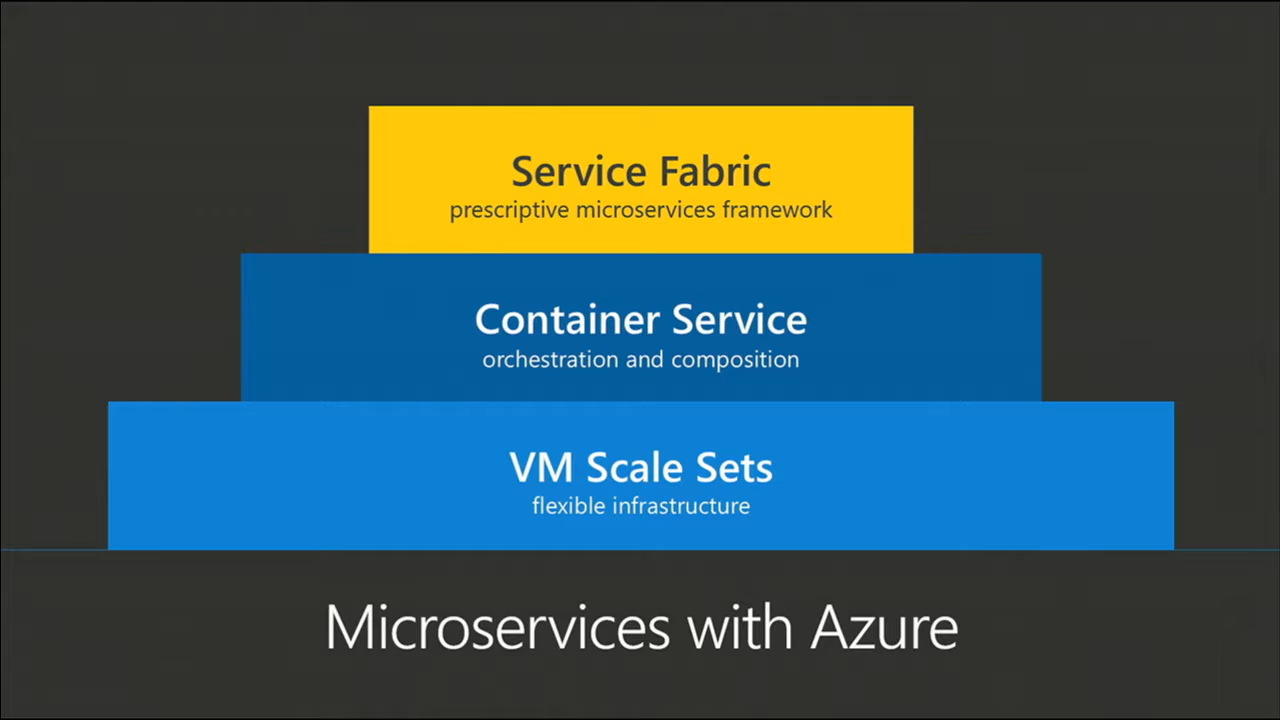 Service Fabric
prescriptive microservices framework
Container Service
orchestration and composition
VM Scale Sets
flexible infrastructure
Microservices with Azure